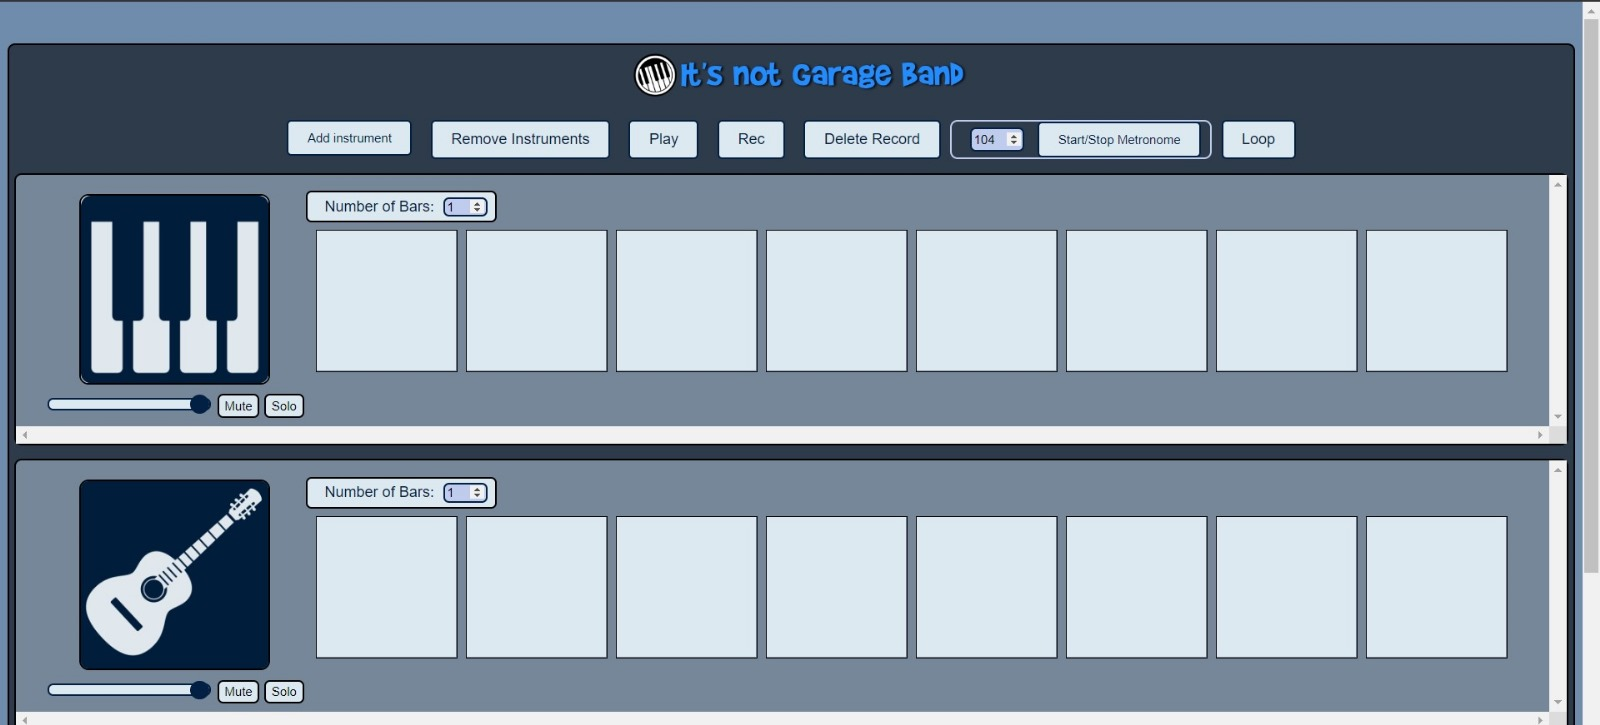 It's not Garage Band
Add instrument Remove Instruments Play Rec Delete Record 104 Start/Stop Metronome Loop
Number of Bars: 1
Mute Solo
Number of Bars: 1
Mute Solo